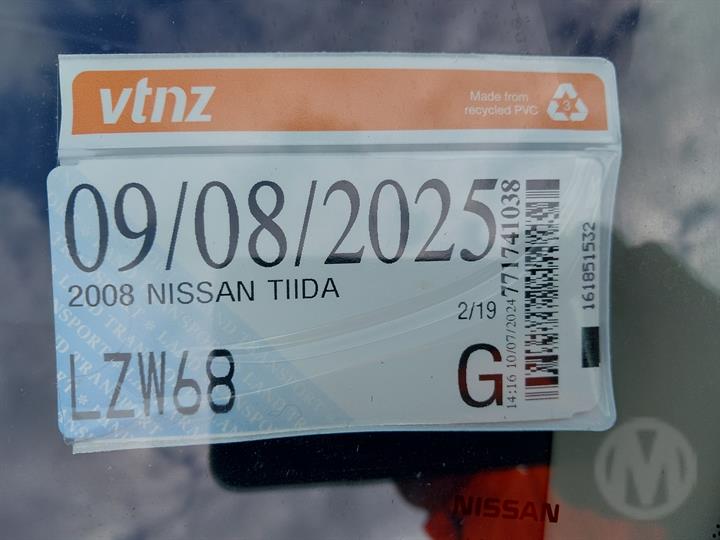 vtnz
Made from
recycled PVC
3
09/08/2025
2008 NISSAN TIIDA
2/19
LZW68
G
14:16 10/07/2024
771741038
161851532
NISSAN
M